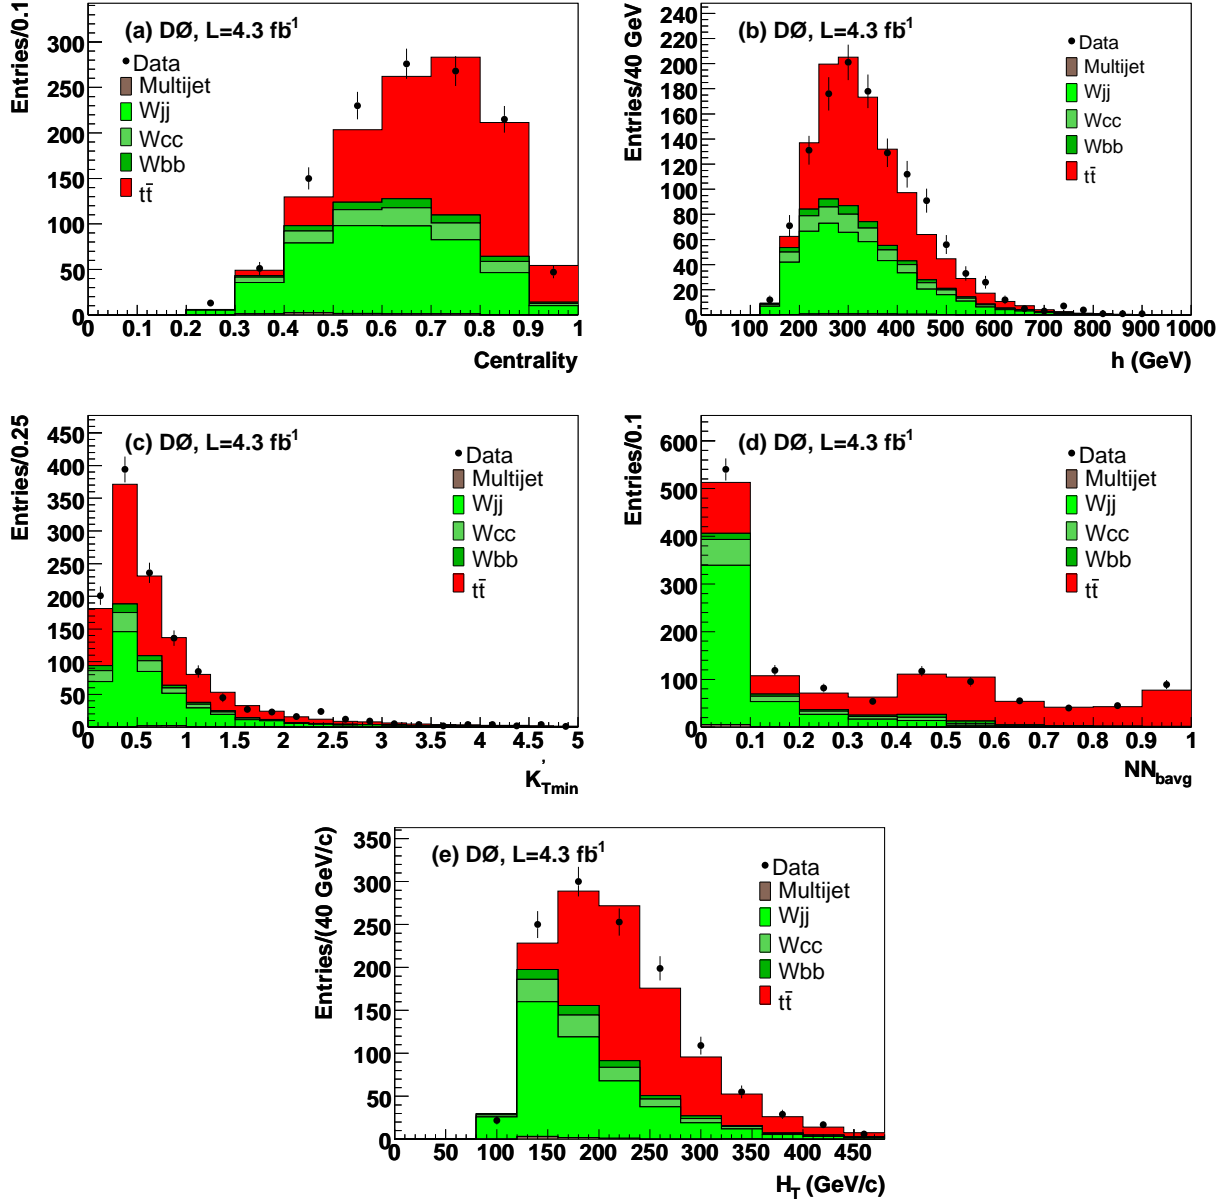 (a) DØ, L=4.3 fb-1
Entries/0.1
300
250
200
150
100
50
0
Data
Multijet
Wjj
Wcc
Wbb
tt̄
0 0.1 0.2 0.3 0.4 0.5 0.6 0.7 0.8 0.9 1
Centrality
(b) DØ, L=4.3 fb-1
Entries/40 GeV
240
220
200
180
160
140
120
100
80
60
40
20
0
Data
Multijet
Wjj
Wcc
Wbb
tt̄
0 100 200 300 400 500 600 700 800 900 1000
h (GeV)
(c) DØ, L=4.3 fb-1
Entries/0.25
450
400
350
300
250
200
150
100
50
0
Data
Multijet
Wjj
Wcc
Wbb
tt̄
0 0.5 1 1.5 2 2.5 3 3.5 4 4.5 5
K'Tmin
(d) DØ, L=4.3 fb-1
Entries/0.1
600
500
400
300
200
100
0
Data
Multijet
Wjj
Wcc
Wbb
tt̄
0 0.1 0.2 0.3 0.4 0.5 0.6 0.7 0.8 0.9 1
NNbavg
(e) DØ, L=4.3 fb-1
Entries/(40 GeV/c)
350
300
250
200
150
100
50
0
Data
Multijet
Wjj
Wcc
Wbb
tt̄
0 50 100 150 200 250 300 350 400 450
HT (GeV/c)